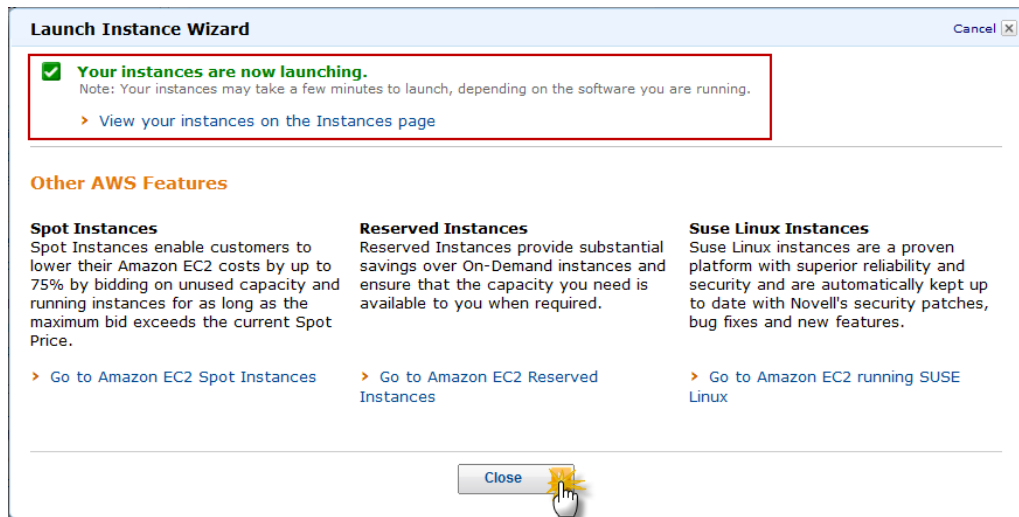 Launch Instance Wizard
Cancel
Your instances are now launching.
Note: Your instances may take a few minutes to launch, depending on the software you are running.
View your instances on the Instances page
Other AWS Features
Spot Instances
Spot Instances enable customers to
lower their Amazon EC2 costs by up to
75% by bidding on unused capacity and
running instances for as long as the
maximum bid exceeds the current Spot
Price.
Go to Amazon EC2 Spot Instances
Reserved Instances
Reserved Instances provide substantial
savings over On-Demand instances and
ensure that the capacity you need is
available to you when required.
Go to Amazon EC2 Reserved
Instances
Suse Linux Instances
Suse Linux instances are a proven
platform with superior reliability and
security and are automatically kept up
to date with Novell's security patches,
bug fixes and new features.
Go to Amazon EC2 running SUSE
Linux
Close